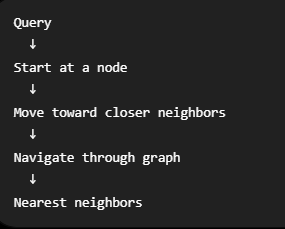 Query
↓
Start at a node
↓
Move toward closer neighbors
↓
Navigate through graph
↓
Nearest neighbors